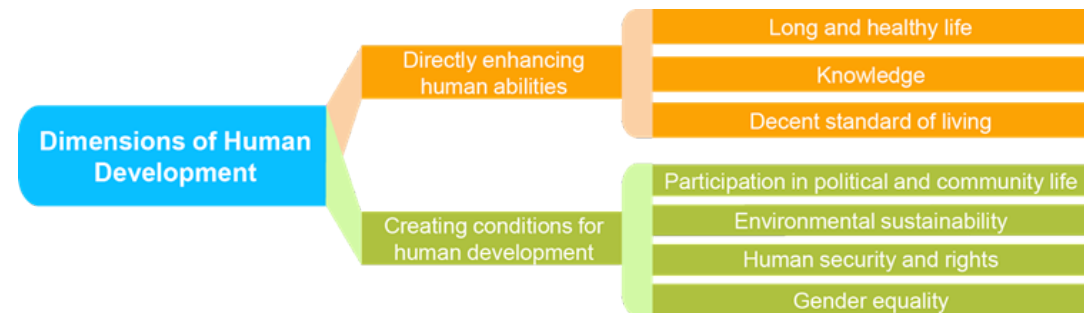 Dimensions of Human
Development
Directly enhancing
human abilities
Long and healthy life
Knowledge
Decent standard of living
Creating conditions for
human development
Participation in political and community life
Environmental sustainability
Human security and rights
Gender equality